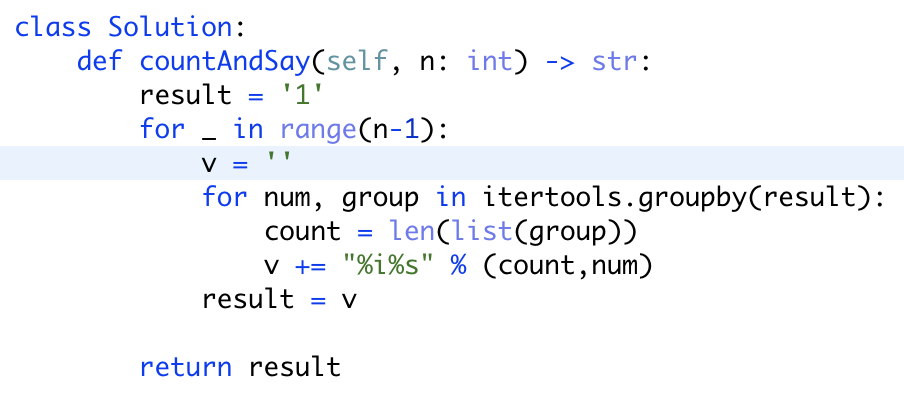 class Solution:
    def countAndSay(self, n: int) -> str:
        result = '1'
        for _ in range(n-1):
            v = ''
            for num, group in itertools.groupby(result):
                count = len(list(group))
                v += "%i%s" % (count,num)
            result = v

        return result